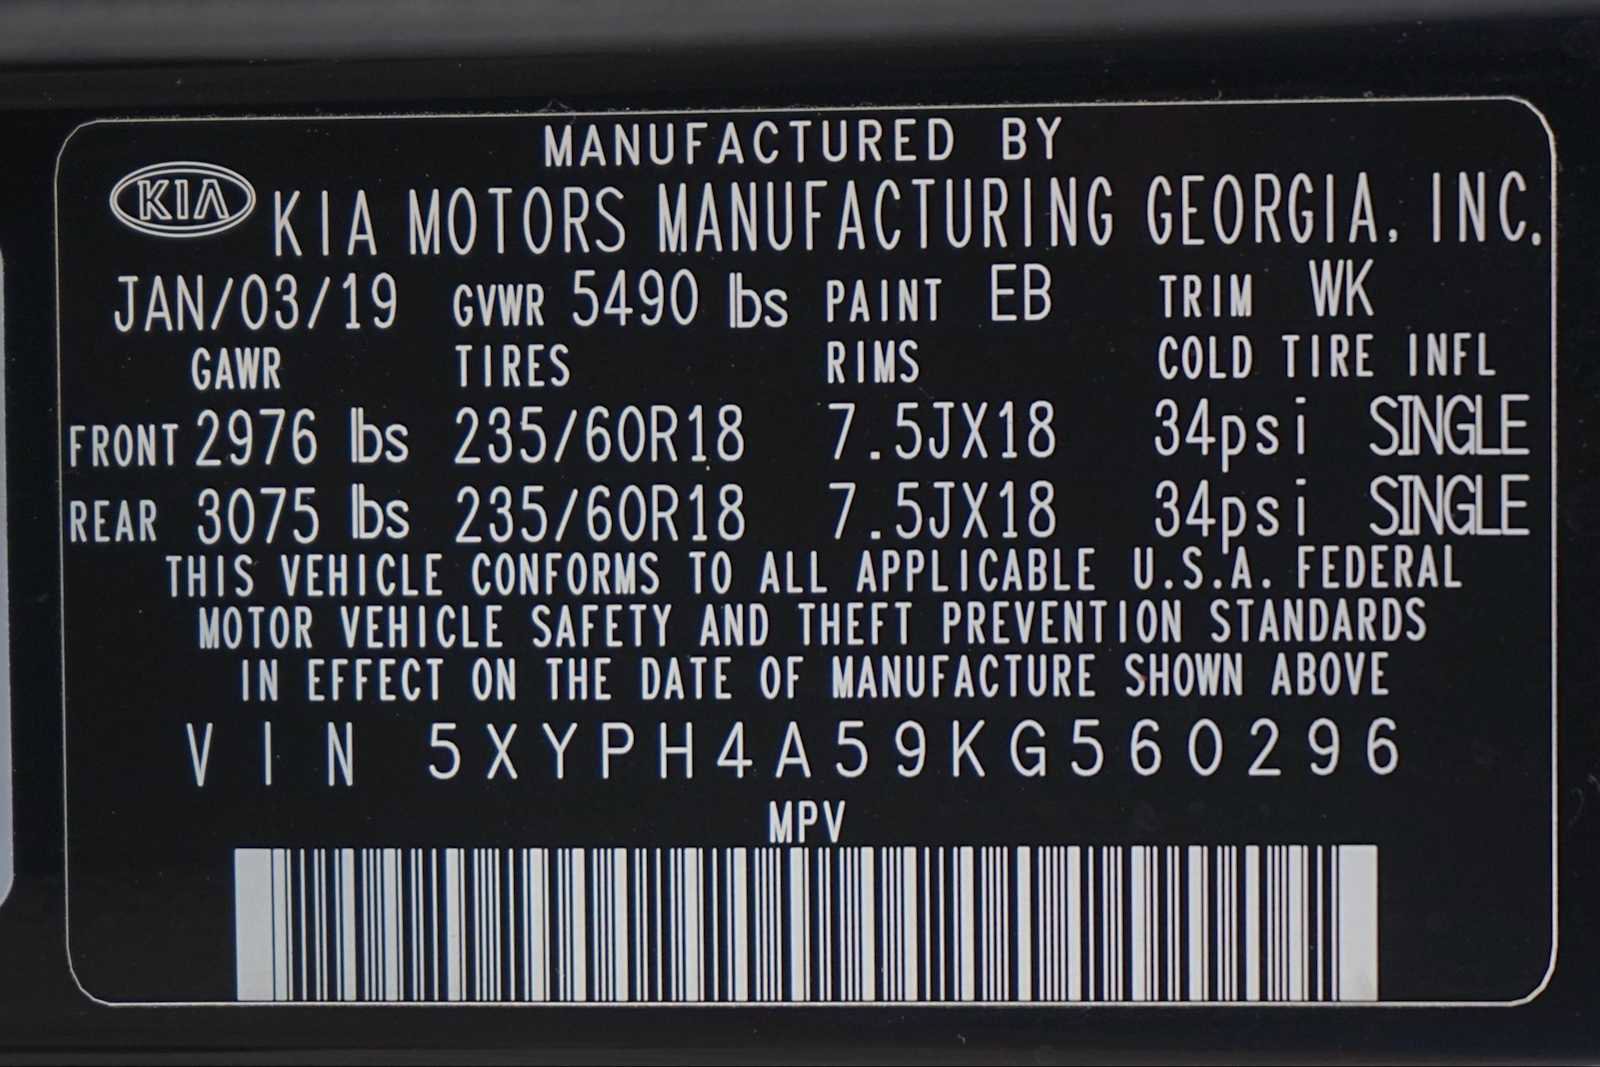 MANUFACTURED BY
KIA KIA MOTORS MANUFACTURING GEORGIA, INC.
JAN/03/19 GVWR 5490 lbs PAINT EB TRIM WK
GAWR TIRES RIMS COLD TIRE INFL
FRONT 2976 lbs 235/60R18 7.5JX18 34psi SINGLE
REAR 3075 lbs 235/60R18 7.5JX18 34psi SINGLE
THIS VEHICLE CONFORMS TO ALL APPLICABLE U.S.A. FEDERAL
MOTOR VEHICLE SAFETY AND THEFT PREVENTION STANDARDS
IN EFFECT ON THE DATE OF MANUFACTURE SHOWN ABOVE
VIN 5XYPH4A59KG560296
MPV